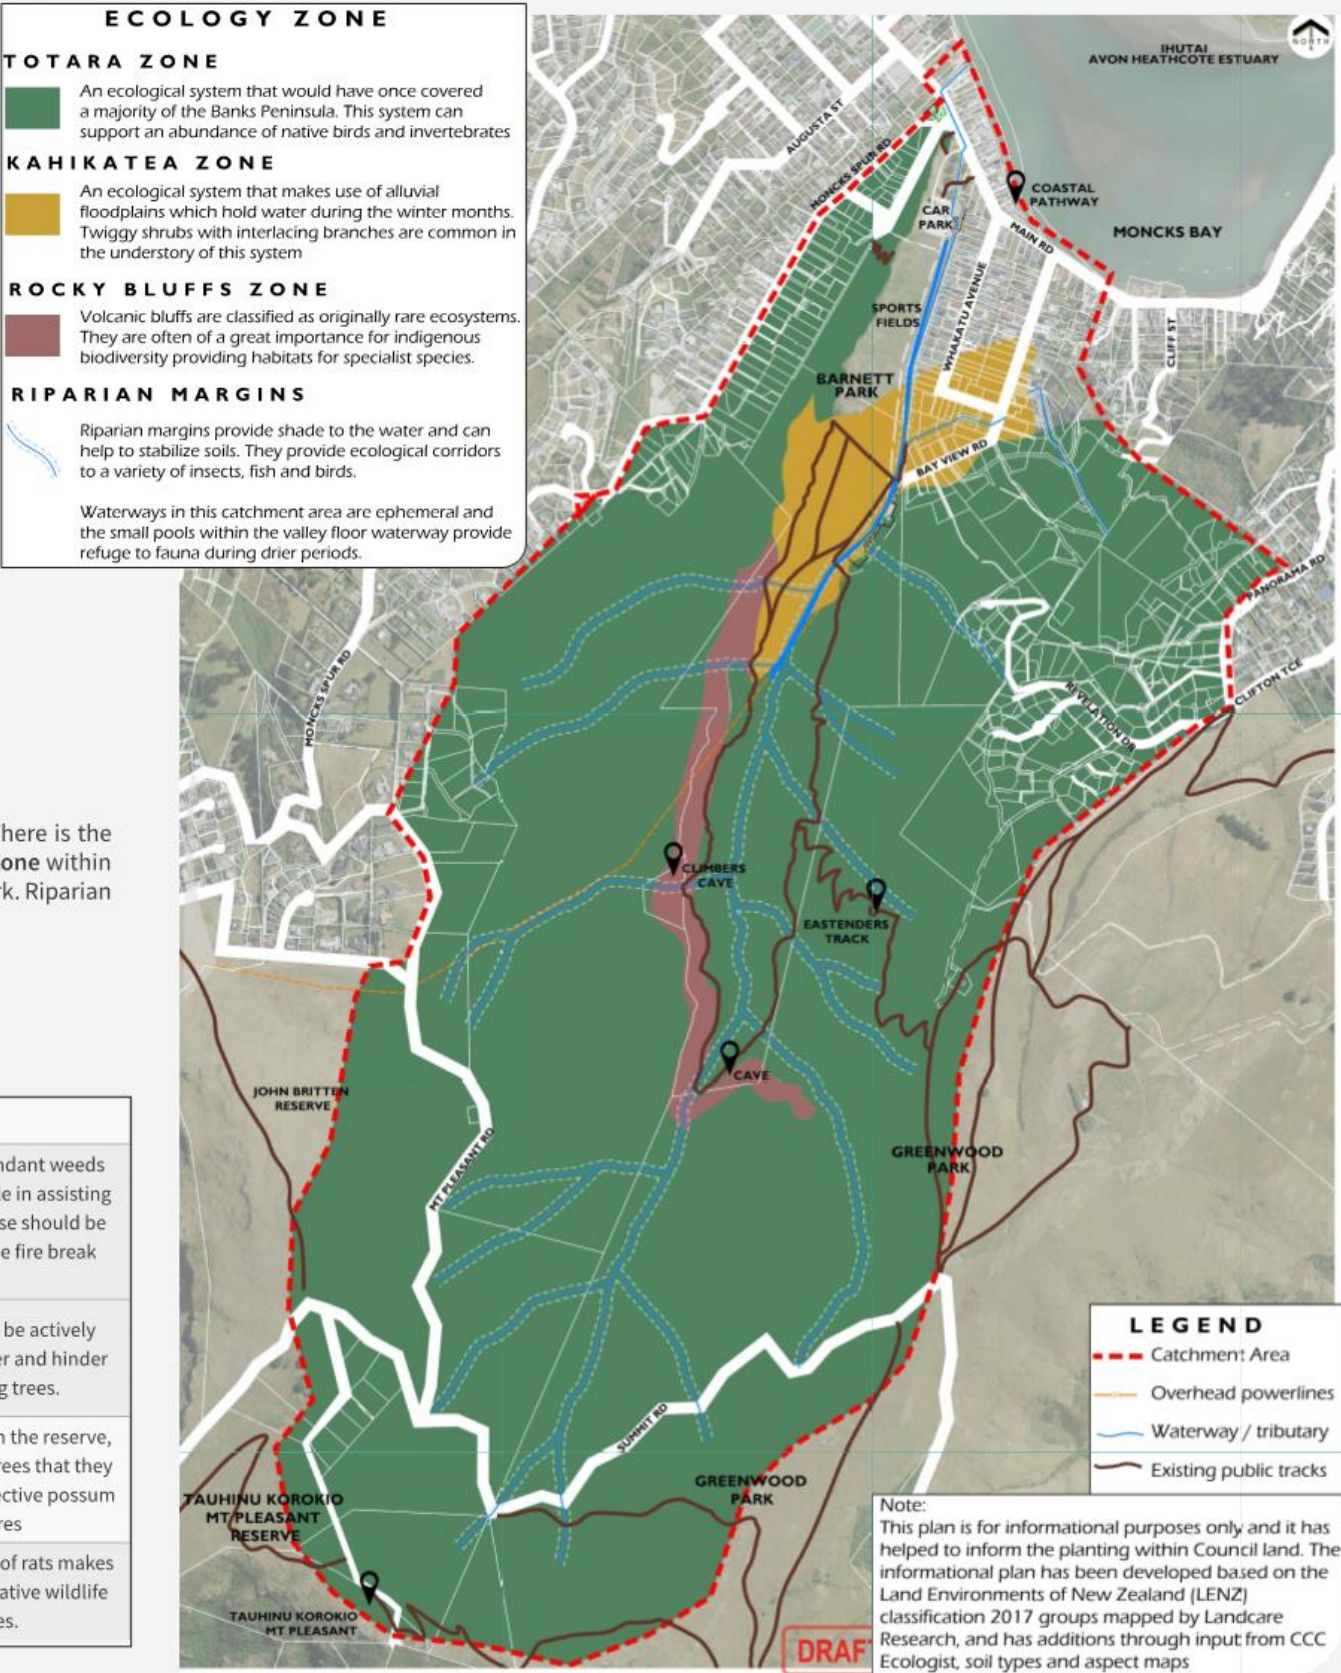 ECOLOGY ZONE
TOTARA ZONE
An ecological system that would have once covered
a majority of the Banks Peninsula. This system can
support an abundance of native birds and invertebrates
KAHIKATEA ZONE
An ecological system that makes use of alluvial
floodplains which hold water during the winter months.
Twiggy shrubs with interlacing branches are common in
the understory of this system
ROCKY BLUFFS ZONE
Volcanic bluffs are classified as originally rare ecosystems.
They are often of a great importance for indigenous
biodiversity providing habitats for specialist species.
RIPARIAN MARGINS
Riparian margins provide shade to the water and can
help to stabilize soils. They provide ecological corridors
to a variety of insects, fish and birds.
Waterways in this catchment area are ephemeral and
the small pools within the valley floor waterway provide
refuge to fauna during drier periods.
here is the
one within
k. Riparian
ndant weeds
e in assisting
se should be
e fire break
be actively
er and hinder
g trees.
n the reserve,
rees that they
ective possum
res
of rats makes
ative wildlife
es.
NORTH
IHUTAI
AVON HEATHCOTE ESTUARY
AUGUSTA ST
MONCKS SPUR RD
COASTAL
PATHWAY
CAR
PARK
MAIN RD
MONCKS BAY
WHAKATU AVENUE
SPORTS
FIELDS
CLIFF ST
BARNETT
PARK
BAY VIEW RD
PANORAMA RD
CLIFTON TCE
REVELATION DR
MONCKS SPUR RD
CLIMBERS
CAVE
EASTENDERS
TRACK
CAVE
JOHN BRITTEN
RESERVE
MT PLEASANT RD
GREENWOOD
PARK
SUMMIT RD
GREENWOOD
PARK
TAUHINU KOROKIO
MT PLEASANT
RESERVE
TAUHINU KOROKIO
MT PLEASANT
LEGEND
Catchment Area
Overhead powerlines
Waterway / tributary
Existing public tracks
DRAF
Note:
This plan is for informational purposes only and it has
helped to inform the planting within Council land. The
informational plan has been developed based on the
Land Environments of New Zealand (LENZ)
classification 2017 groups mapped by Landcare
Research, and has additions through input from CCC
Ecologist, soil types and aspect maps